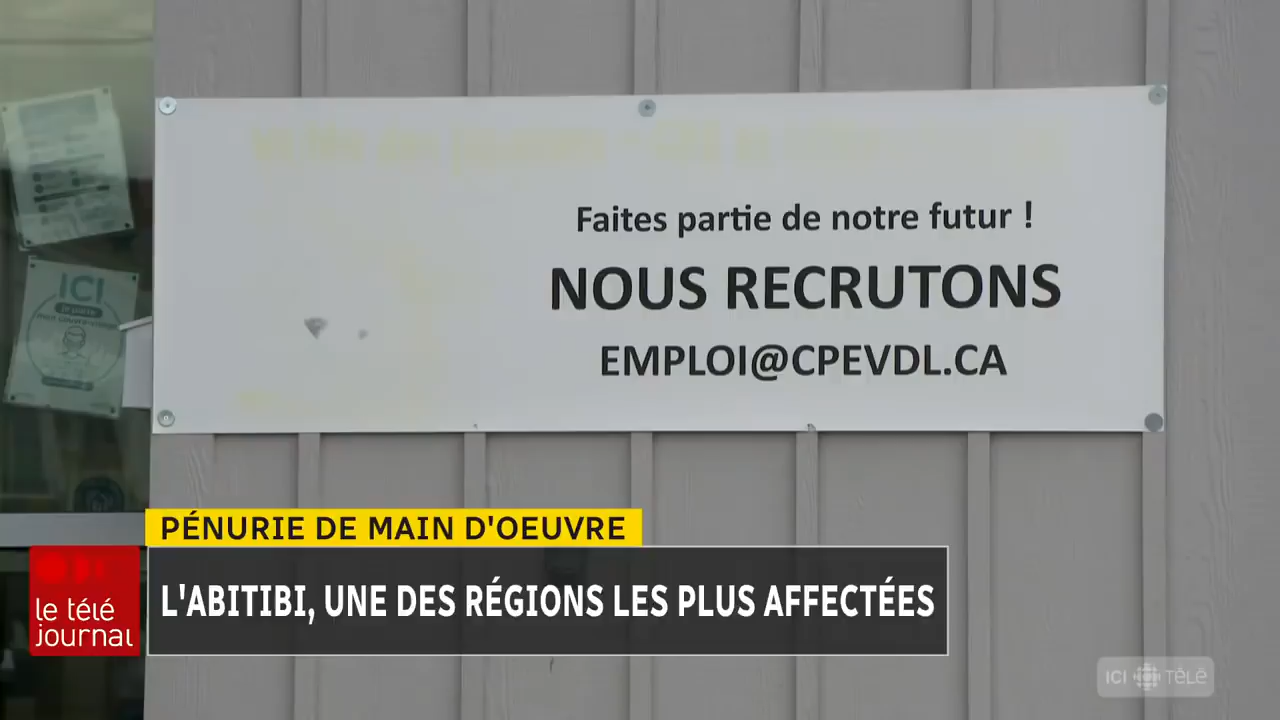 Faites partie de notre futur !
NOUS RECRUTONS
EMPLOI@CPEVDL.CA
ICI
PÉNURIE DE MAIN D'OEUVRE
L'ABITIBI, UNE DES RÉGIONS LES PLUS AFFECTÉES
le télé
journal
ICI TÉLÉ